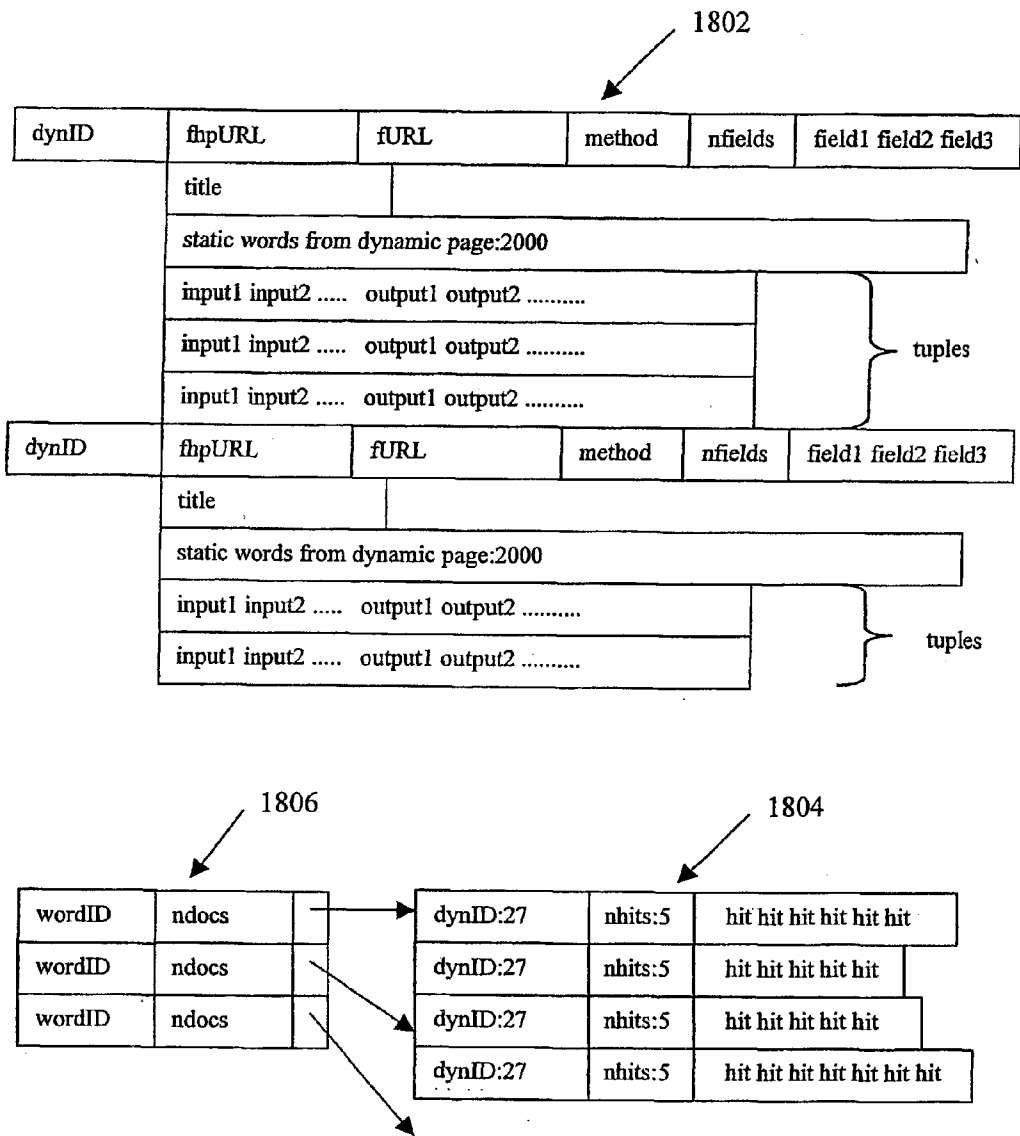 1802
dynID fhpURL fURL method nfields field1 field2 field3
title
static words from dynamic page:2000
input1 input2 ..... output1 output2 ..........
input1 input2 ..... output1 output2 ..........
tuples
input1 input2 ..... output1 output2 ..........
dynID fhpURL fURL method nfields field1 field2 field3
title
static words from dynamic page:2000
input1 input2 ..... output1 output2 ..........
input1 input2 ..... output1 output2 ..........
tuples
1806 1804
wordID ndocs dynID:27 nhits:5 hit hit hit hit hit hit
wordID ndocs dynID:27 nhits:5 hit hit hit hit hit
wordID ndocs dynID:27 nhits:5 hit hit hit hit hit
dynID:27 nhits:5 hit hit hit hit hit hit hit